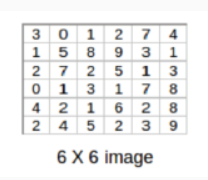 3 0 1 2 7 4
1 5 8 9 3 1
2 7 2 5 1 3
0 1 3 1 7 8
4 2 1 6 2 8
2 4 5 2 3 9
6 X 6 image